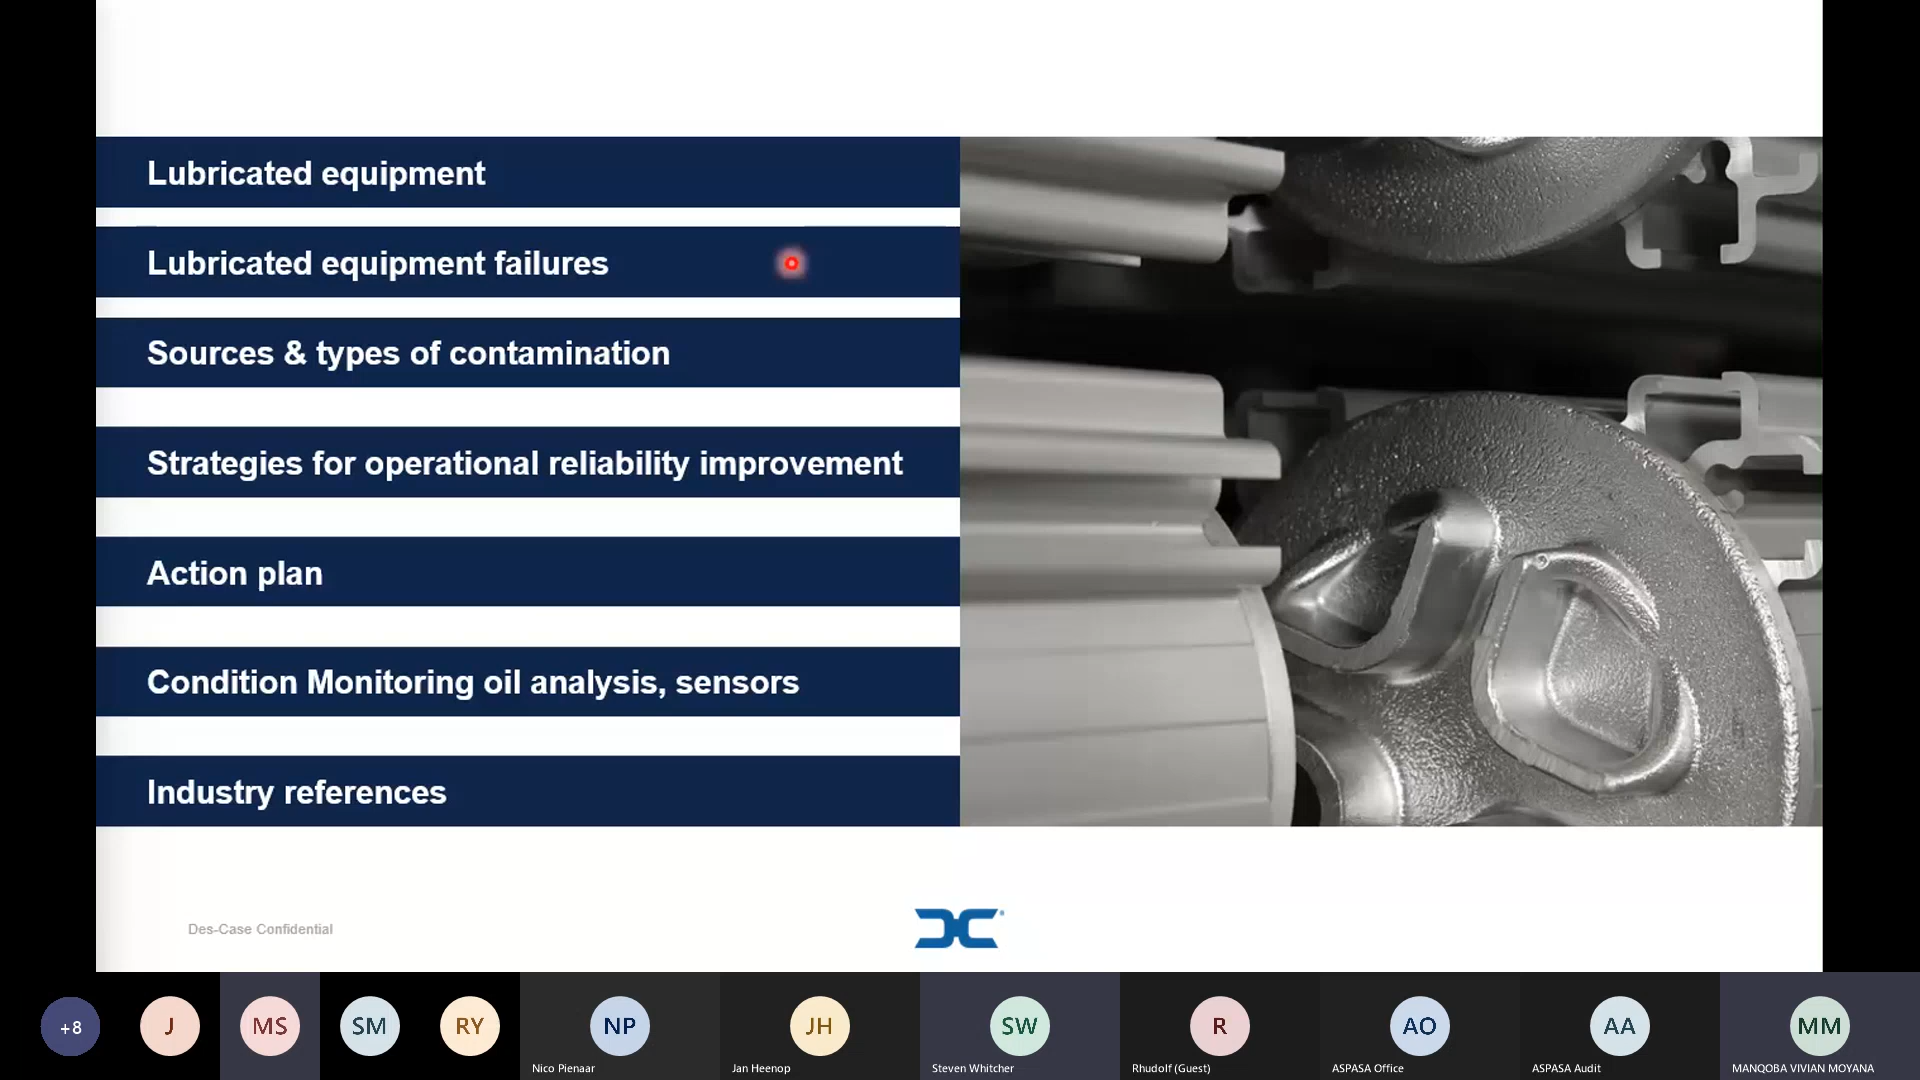 Lubricated equipment
Lubricated equipment failures
Sources & types of contamination
Strategies for operational reliability improvement
Action plan
Condition Monitoring oil analysis, sensors
Industry references
Des-Case Confidential
+8
J
MS
SM
RY
NP
JH
SW
R
AO
AA
MM
Nico Pienaar
Jan Heenop
Steven Whitcher
Rhudolf (Guest)
ASPASA Office
ASPASA Audit
MANQOBA VIVIAN MOYANA